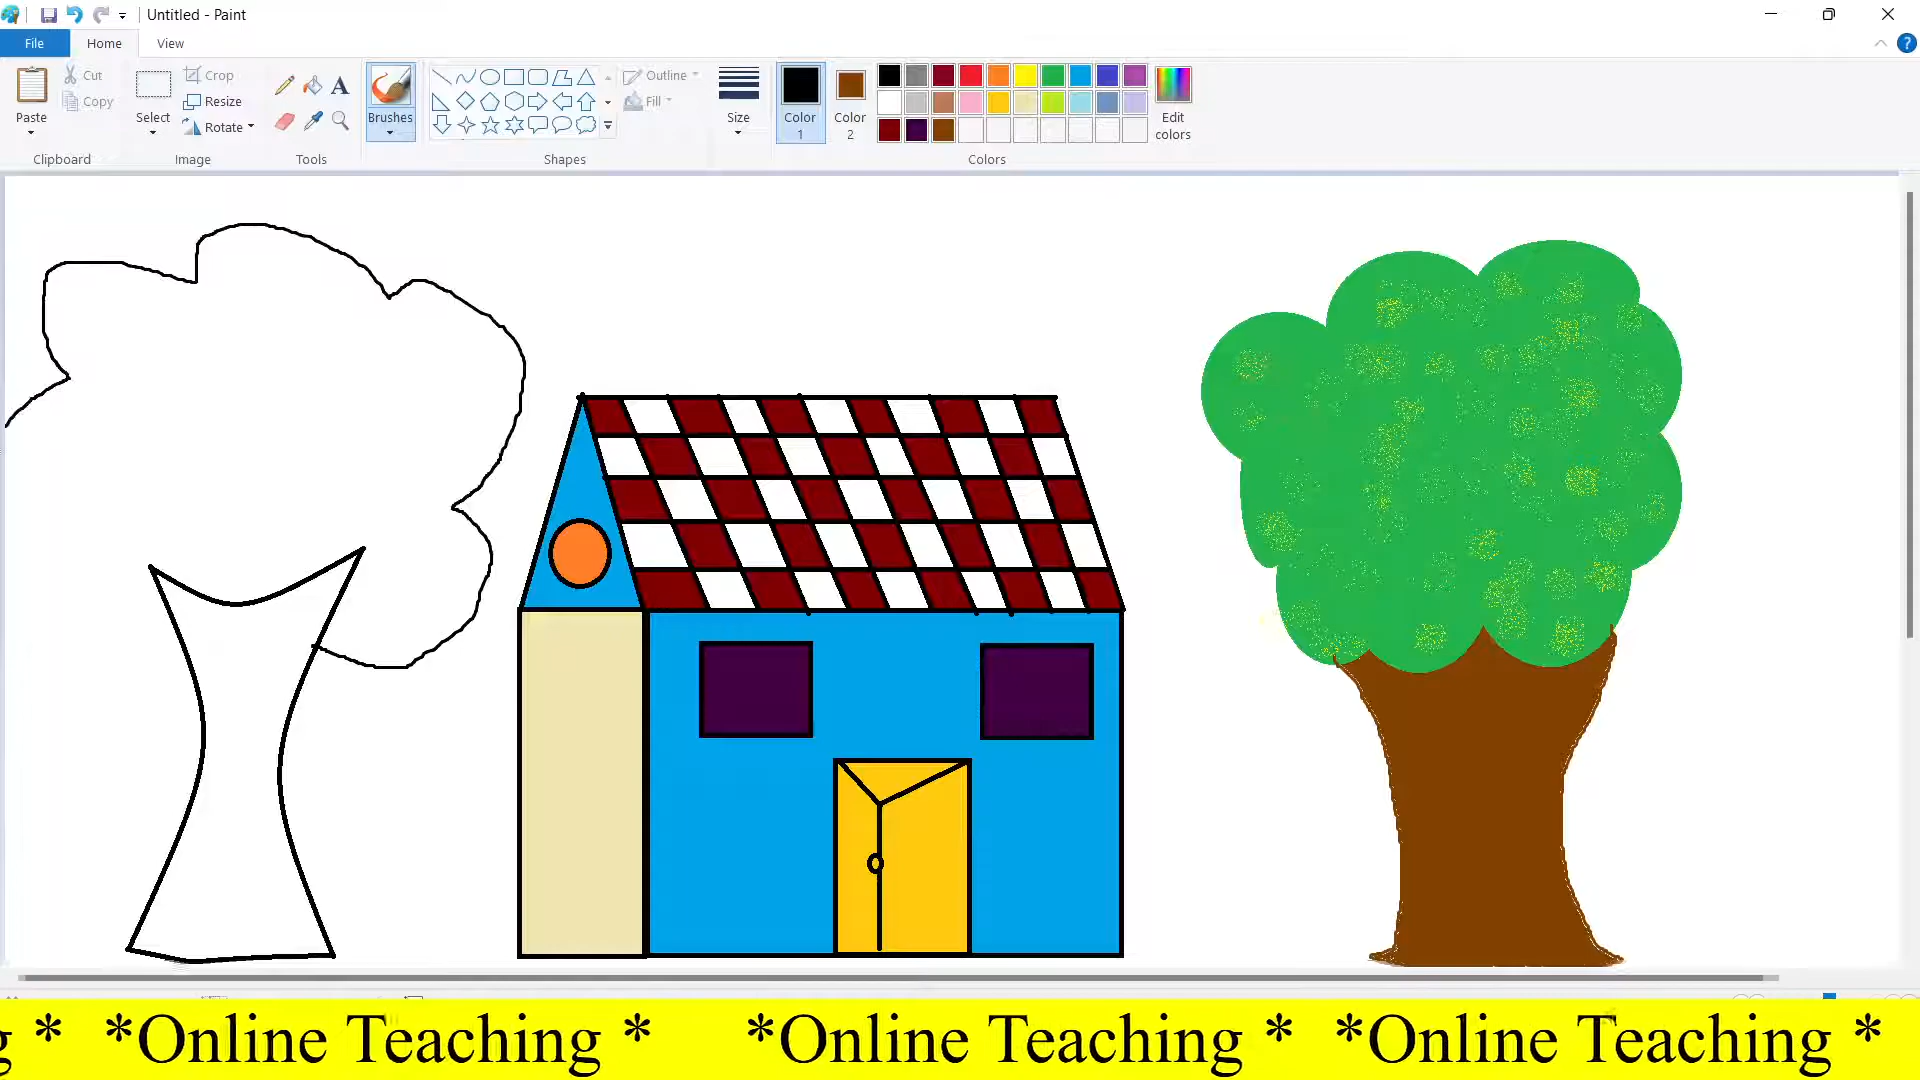 Untitled - Paint
File Home View
Cut
Copy
Paste
Clipboard
Crop
Resize
Rotate
Select
Image
A
Tools
Brushes
Outline
Fill
Shapes
Size
Color 1
Color 2
Edit colors
Colors
?
g * *Online Teaching * *Online Teaching * *Online Teaching *